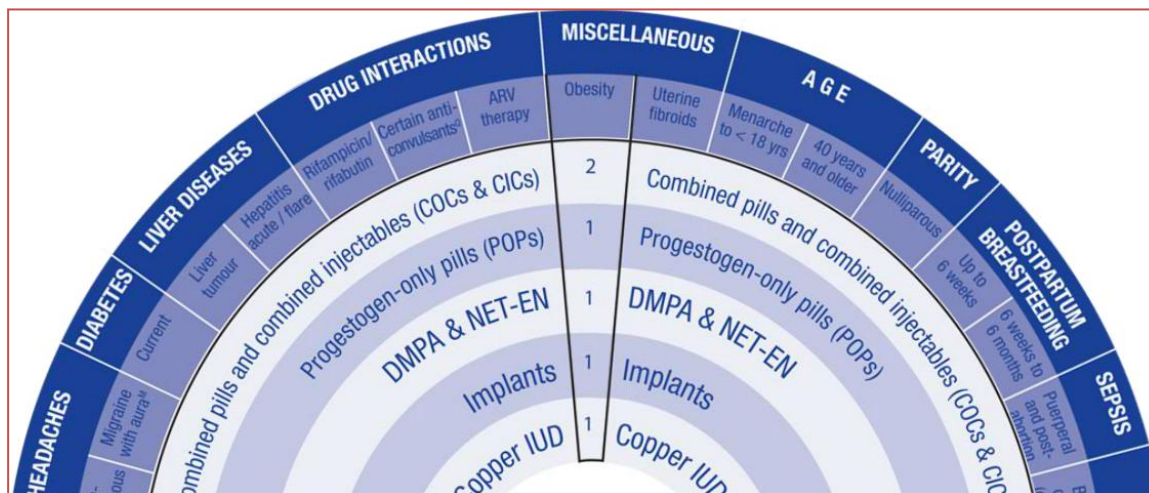 HEADACHES
DIABETES
LIVER DISEASES
DRUG INTERACTIONS
MISCELLANEOUS
AGE
PARITY
POSTPARTUM
BREASTFEEDING
SEPSIS
Migraine
with auraᴹ
Current
Liver
tumour
Hepatitis
acute / flare
Rifampicin/
rifabutin
Certain anti-
convulsants
ARV
therapy
Obesity
Uterine
fibroids
Menarche
to < 18 yrs
40 years
and older
Nulliparous
Up to
6 weeks
6 weeks to
6 months
Puerperal
and post-
abortion
ombined pills and combined injectables (COCs & CICs)
2
Combined pills and combined injectables (COCs & CIC
Progestogen-only pills (POPs)
1
Progestogen-only pills (POPs)
DMPA & NET-EN
1
DMPA & NET-EN
Implants
1
Implants
Copper IUD
1
Copper IUD